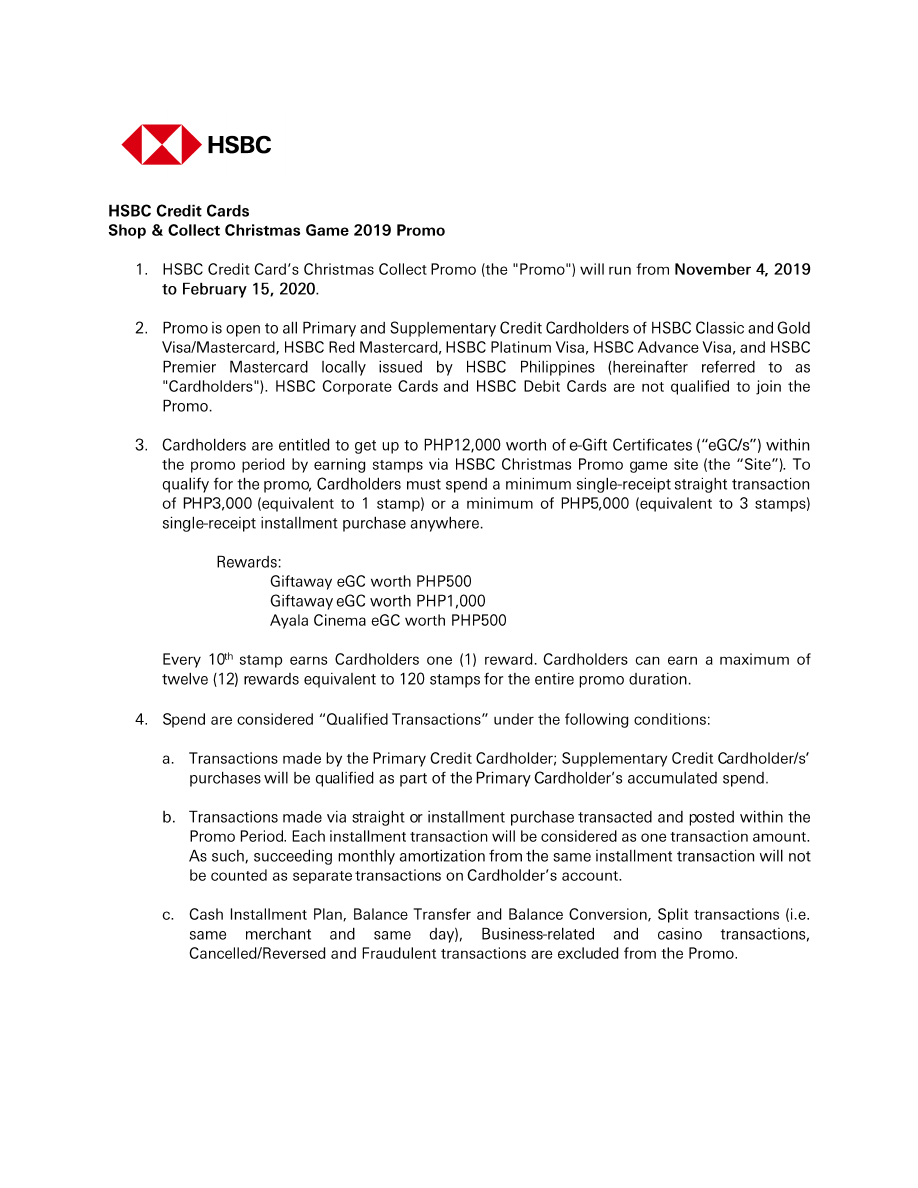 HSBC
HSBC Credit Cards
Shop & Collect Christmas Game 2019 Promo
1. HSBC Credit Card’s Christmas Collect Promo (the "Promo") will run from November 4, 2019
to February 15, 2020.
2. Promo is open to all Primary and Supplementary Credit Cardholders of HSBC Classic and Gold
Visa/Mastercard, HSBC Red Mastercard, HSBC Platinum Visa, HSBC Advance Visa, and HSBC
Premier Mastercard locally issued by HSBC Philippines (hereinafter referred to as
"Cardholders"). HSBC Corporate Cards and HSBC Debit Cards are not qualified to join the
Promo.
3. Cardholders are entitled to get up to PHP12,000 worth of e-Gift Certificates (“eGC/s”) within
the promo period by earning stamps via HSBC Christmas Promo game site (the “Site”). To
qualify for the promo, Cardholders must spend a minimum single-receipt straight transaction
of PHP3,000 (equivalent to 1 stamp) or a minimum of PHP5,000 (equivalent to 3 stamps)
single-receipt installment purchase anywhere.
Rewards:
Giftaway eGC worth PHP500
Giftaway eGC worth PHP1,000
Ayala Cinema eGC worth PHP500
Every 10th stamp earns Cardholders one (1) reward. Cardholders can earn a maximum of
twelve (12) rewards equivalent to 120 stamps for the entire promo duration.
4. Spend are considered “Qualified Transactions” under the following conditions:
a. Transactions made by the Primary Credit Cardholder; Supplementary Credit Cardholder/s’
purchases will be qualified as part of the Primary Cardholder’s accumulated spend.
b. Transactions made via straight or installment purchase transacted and posted within the
Promo Period. Each installment transaction will be considered as one transaction amount.
As such, succeeding monthly amortization from the same installment transaction will not
be counted as separate transactions on Cardholder’s account.
c. Cash Installment Plan, Balance Transfer and Balance Conversion, Split transactions (i.e.
same merchant and same day), Business-related and casino transactions,
Cancelled/Reversed and Fraudulent transactions are excluded from the Promo.